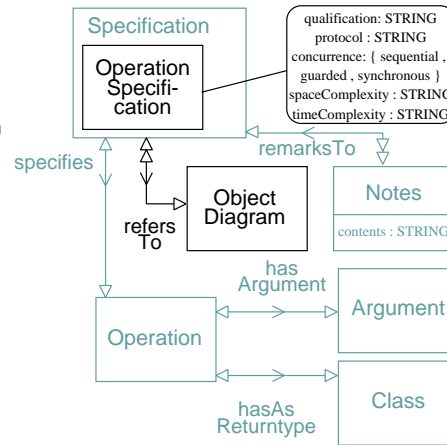 Specification
Operation
Specifi-
cation
qualification: STRING
protocol : STRING
concurrence: { sequential ,
guarded , synchronous }
spaceComplexity : STRING
timeComplexity : STRING
specifies
remarksTo
refers
To
Object
Diagram
Notes
contents : STRING
has
Argument
Operation
Argument
hasAs
Returntype
Class